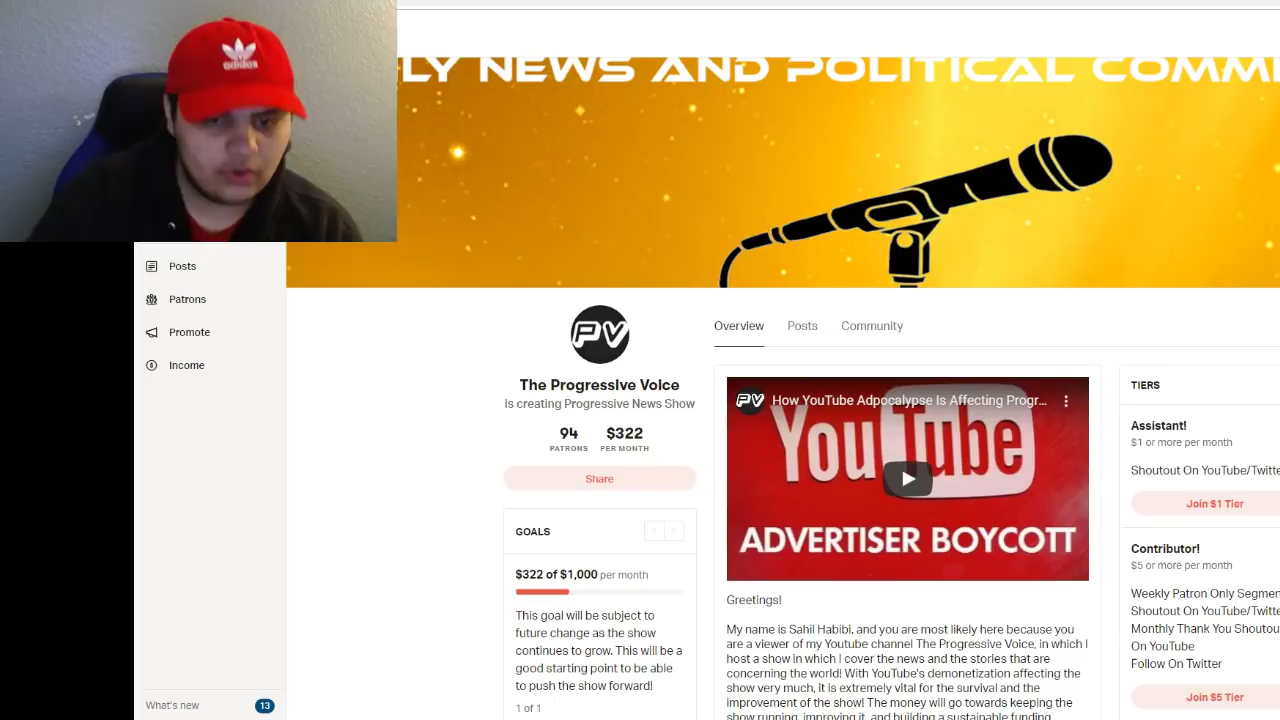 adidas
LY NEWS AND POLITICAL COMM
Posts
Patrons
Promote
Income
What's new
13
PV
The Progressive Voice
is creating Progressive News Show
94
PATRONS
$322
PER MONTH
Share
GOALS
$322 of $1,000 per month
This goal will be subject to
future change as the show
continues to grow. This will be a
good starting point to be able
to push the show forward!
1 of 1
Overview
Posts
Community
PV
How YouTube Adpocalypse Is Affecting Progr...
YouTube
ADVERTISER BOYCOTT
Greetings!
My name is Sahil Habibi, and you are most likely here because you
are a viewer of my Youtube channel The Progressive Voice, in which I
host a show in which I cover the news and the stories that are
concerning the world! With YouTube's demonetization affecting the
show very much, it is extremely vital for the survival and the
improvement of the show! The money will go towards keeping the
show running, improving it, and building a sustainable funding
TIERS
Assistant!
$1 or more per month
Shoutout On YouTube/Twitte
Join $1 Tier
Contributor!
$5 or more per month
Weekly Patron Only Segmen
Shoutout On YouTube/Twitte
Monthly Thank You Shoutou
On YouTube
Follow On Twitter
Join $5 Tier